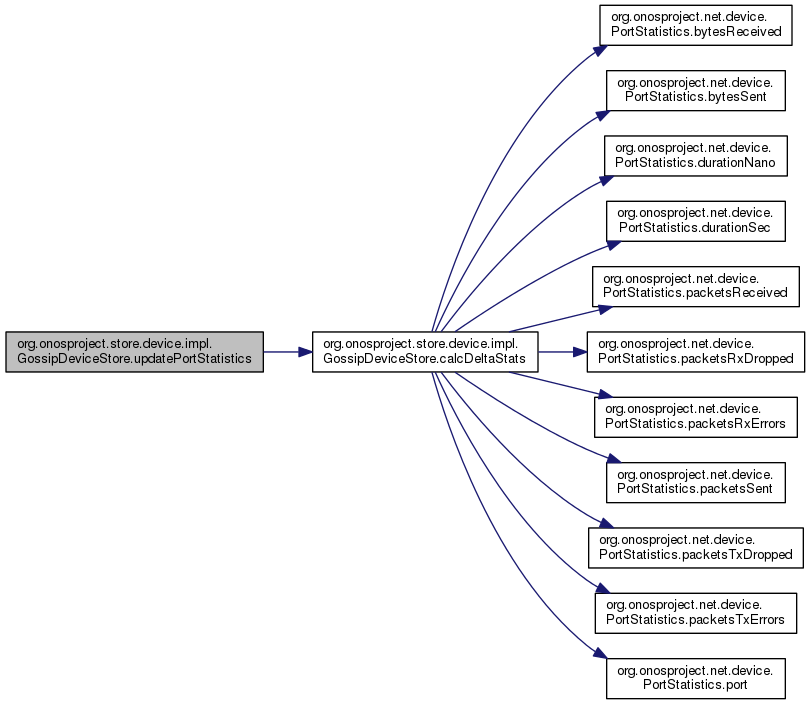 org.onosproject.store.device.impl.
GossipDeviceStore.updatePortStatistics
org.onosproject.store.device.impl.
GossipDeviceStore.calcDeltaStats
org.onosproject.net.device.
PortStatistics.bytesReceived
org.onosproject.net.device.
PortStatistics.bytesSent
org.onosproject.net.device.
PortStatistics.durationNano
org.onosproject.net.device.
PortStatistics.durationSec
org.onosproject.net.device.
PortStatistics.packetsReceived
org.onosproject.net.device.
PortStatistics.packetsRxDropped
org.onosproject.net.device.
PortStatistics.packetsRxErrors
org.onosproject.net.device.
PortStatistics.packetsSent
org.onosproject.net.device.
PortStatistics.packetsTxDropped
org.onosproject.net.device.
PortStatistics.packetsTxErrors
org.onosproject.net.device.
PortStatistics.port